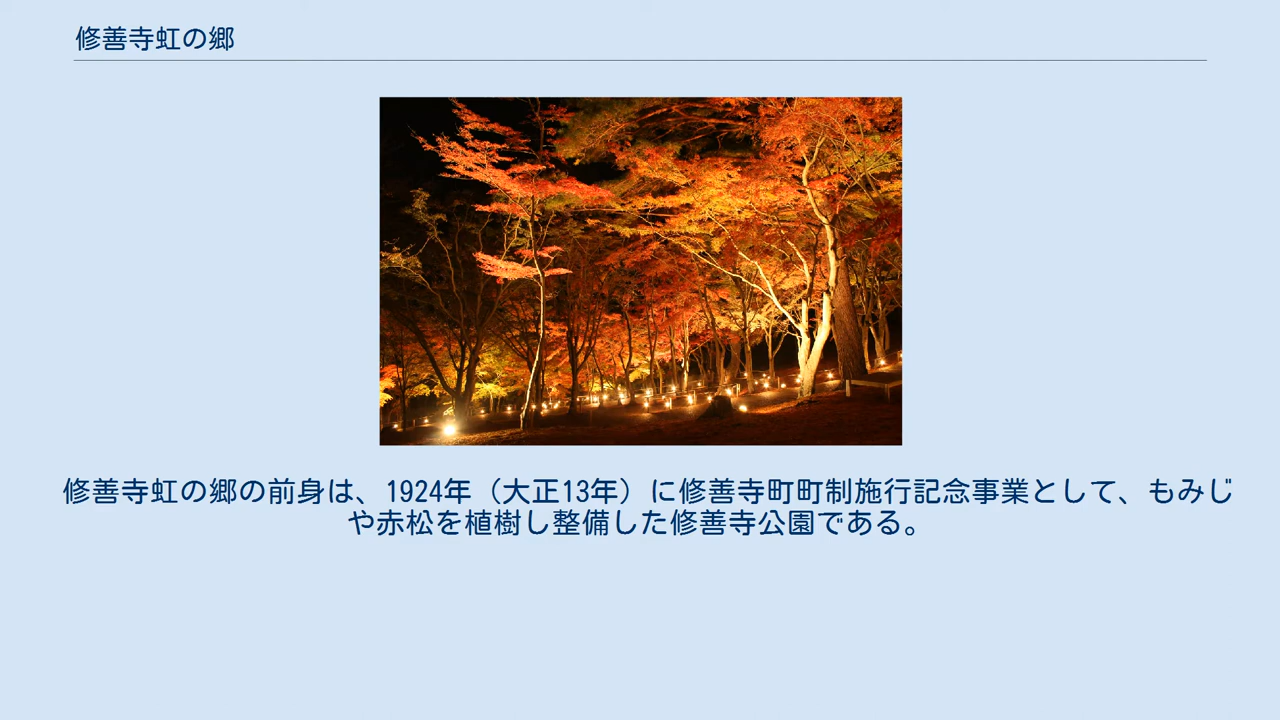 修善寺虹の郷
修善寺虹の郷の前身は、1924年（大正13年）に修善寺町町制施行記念事業として、もみじ
や赤松を植樹し整備した修善寺公園である。